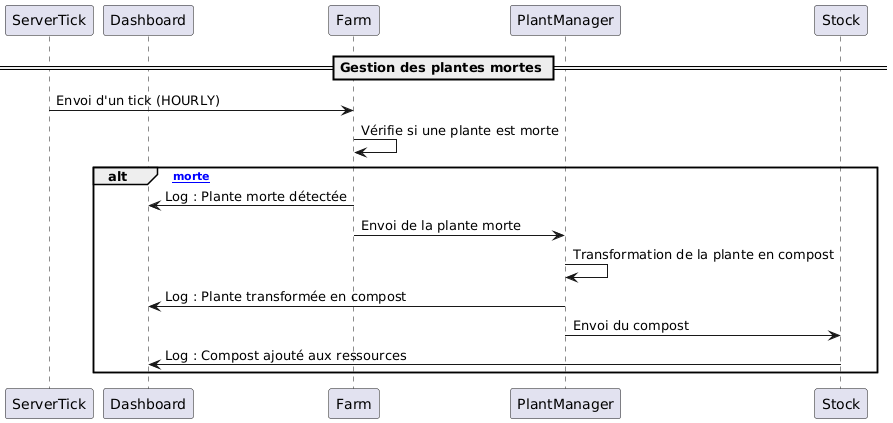 ServerTick Dashboard Farm PlantManager Stock
Gestion des plantes mortes
Envoi d'un tick (HOURLY)
Vérifie si une plante est morte
alt morte
Log : Plante morte détectée
Envoi de la plante morte
Transformation de la plante en compost
Log : Plante transformée en compost
Envoi du compost
Log : Compost ajouté aux ressources
ServerTick Dashboard Farm PlantManager Stock